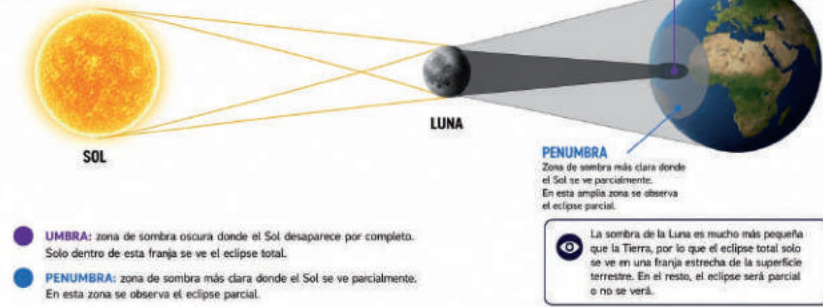 SOL
LUNA
PENUMBRA
Zona de sombra más clara donde
el Sol se ve parcialmente.
En esta amplia zona se observa
el eclipse parcial.
UMBRA: zona de sombra oscura donde el Sol desaparece por completo.
Solo dentro de esta franja se ve el eclipse total.
PENUMBRA: zona de sombra más clara donde el Sol se ve parcialmente.
En esta zona se observa el eclipse parcial.
La sombra de la Luna es mucho más pequeña
que la Tierra, por lo que el eclipse total solo
se ve en una franja estrecha de la superficie
terrestre. En el resto, el eclipse será parcial
o no se verá.